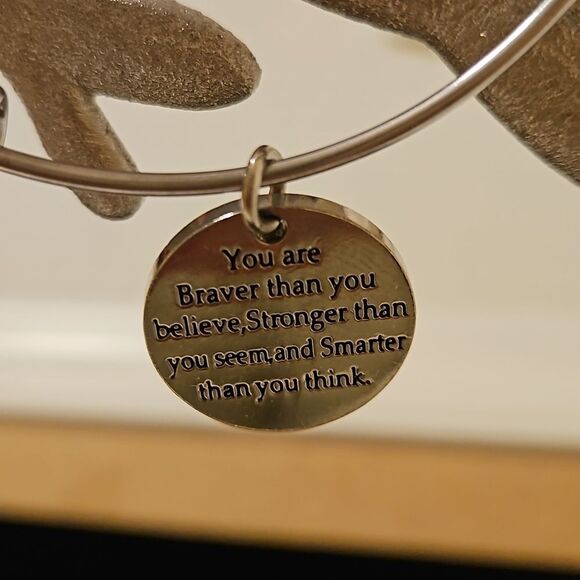 You are
Braver than you
believe,Stronger than
you seem,and Smarter
than you think.